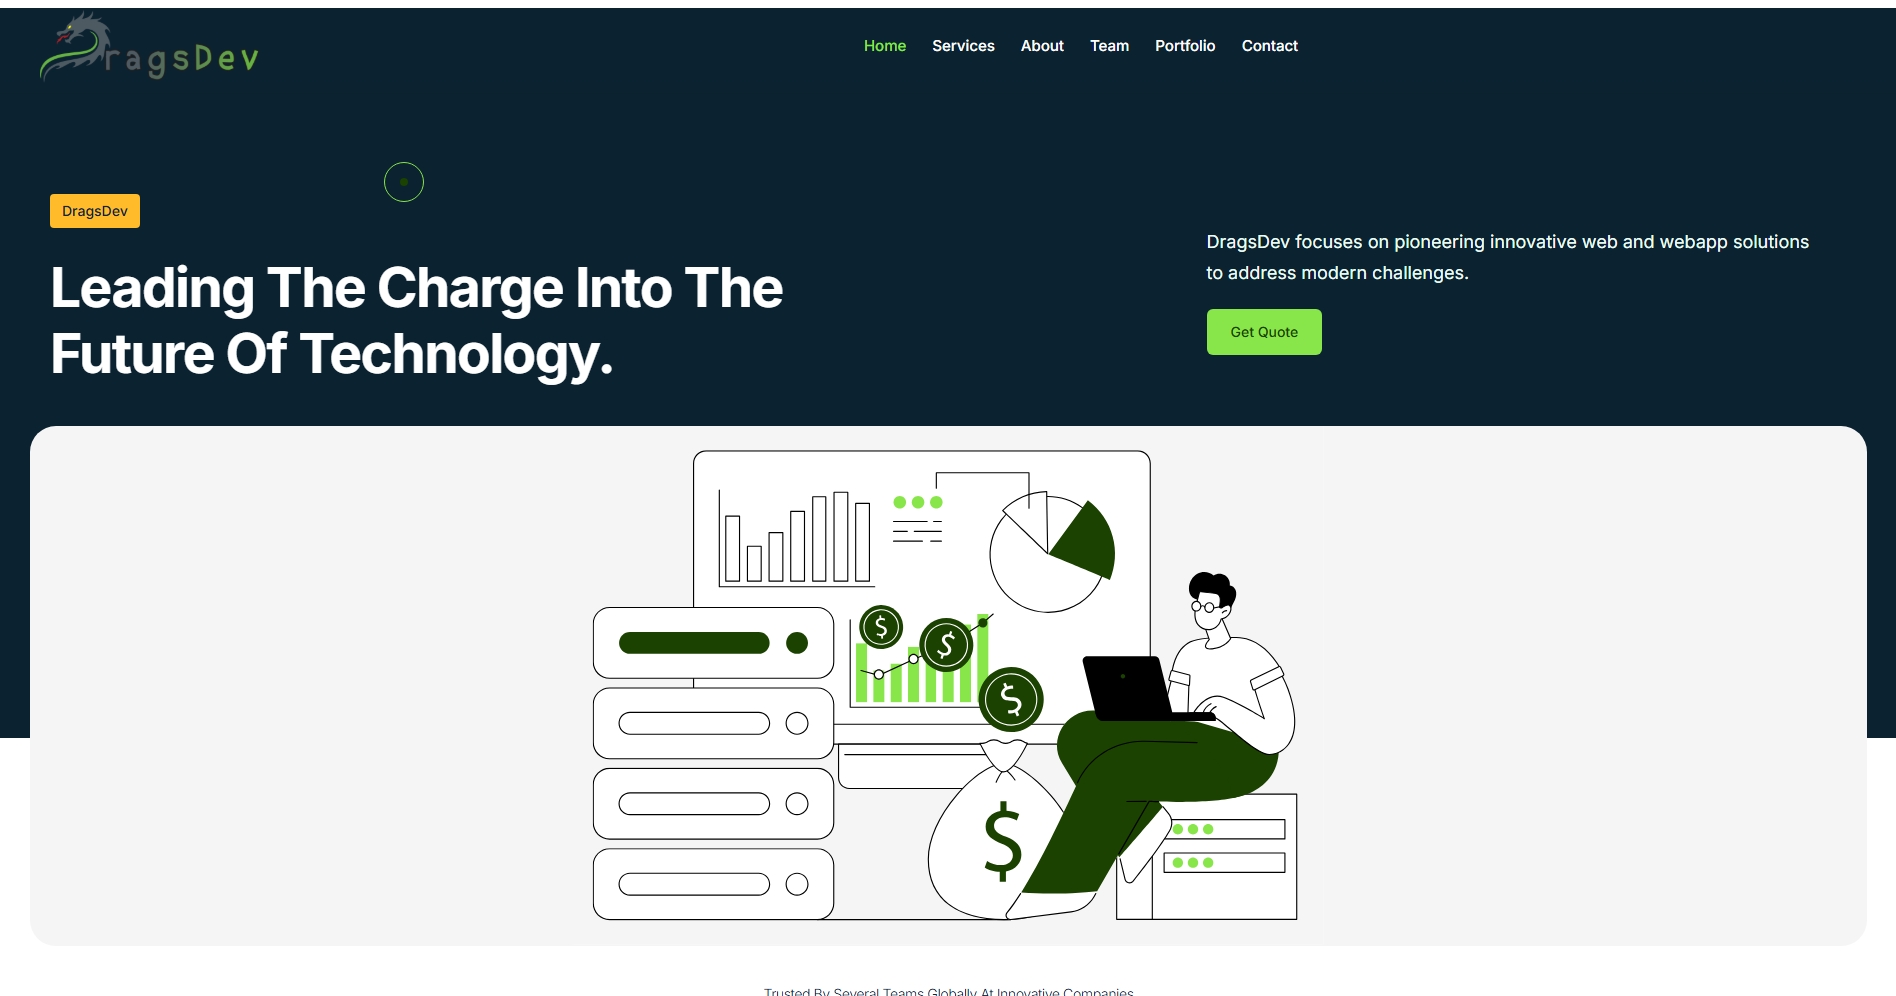 DragsDev
Home Services About Team Portfolio Contact
DragsDev
Leading The Charge Into The
Future Of Technology.
DragsDev focuses on pioneering innovative web and webapp solutions
to address modern challenges.
Get Quote
$
$
$
$
Trusted By Several Teams Globally At Innovative Companies